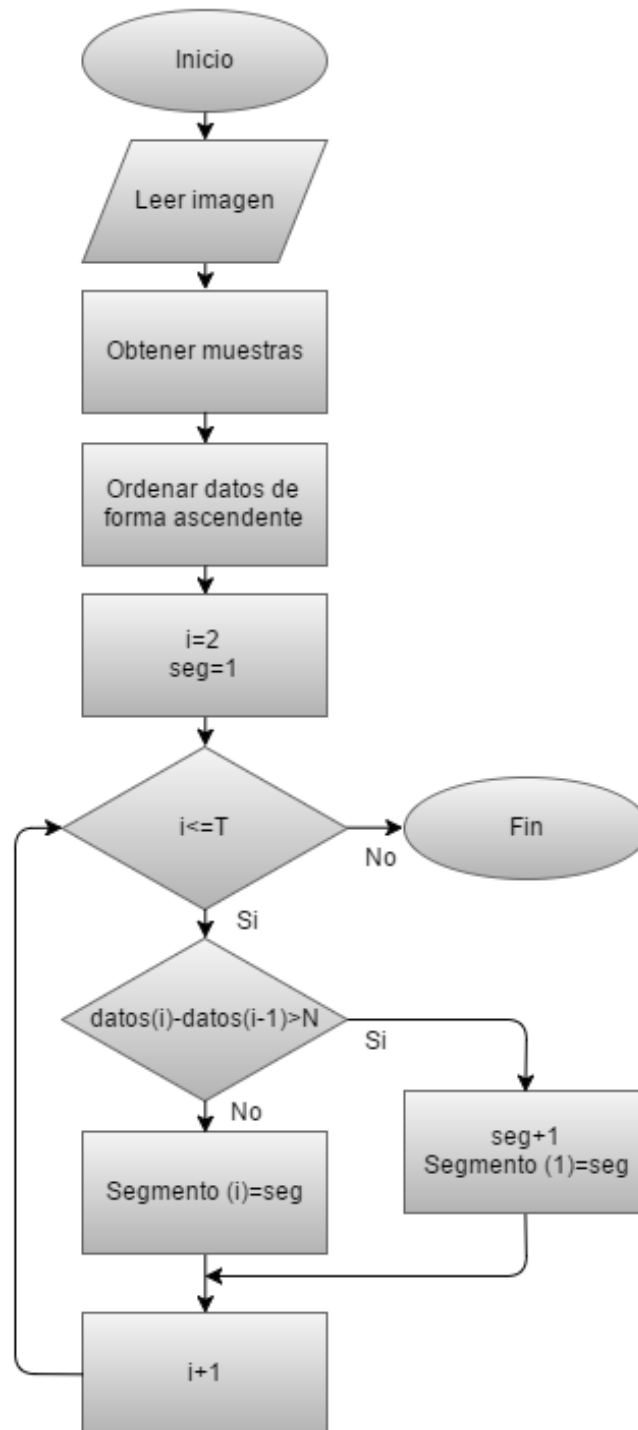 Inicio
Leer imagen
Obtener muestras
Ordenar datos de
forma ascendente
i=2
seg=1
i<=T
No
Fin
Si
datos(i)-datos(i-1)>N
Si
No
seg+1
Segmento (1)=seg
Segmento (i)=seg
i+1